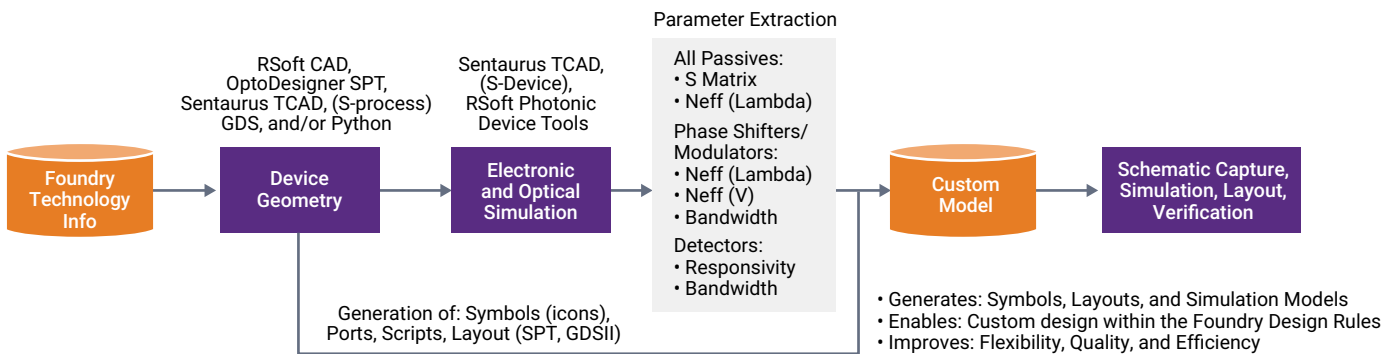 Parameter Extraction
RSoft CAD,
OptoDesigner SPT,
Sentaurus TCAD, (S-process)
GDS, and/or Python
Sentaurus TCAD,
(S-Device),
RSoft Photonic
Device Tools
All Passives:
• S Matrix
• Neff (Lambda)
Phase Shifters/
Modulators:
• Neff (Lambda)
• Neff (V)
• Bandwidth
Detectors:
• Responsivity
• Bandwidth
Foundry
Technology
Info
Device
Geometry
Electronic
and Optical
Simulation
Custom
Model
Schematic Capture,
Simulation, Layout,
Verification
Generation of: Symbols (icons),
Ports, Scripts, Layout (SPT, GDSII)
• Generates: Symbols, Layouts, and Simulation Models
• Enables: Custom design within the Foundry Design Rules
• Improves: Flexibility, Quality, and Efficiency